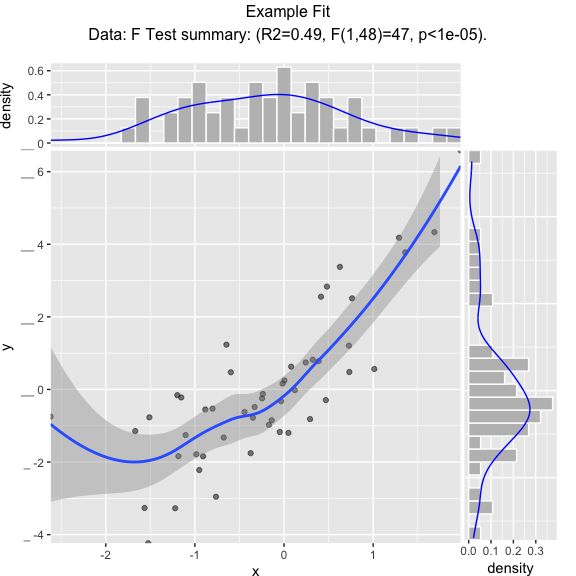 Example Fit
Data: F Test summary: (R2=0.49, F(1,48)=47, p<1e-05).
density
0.6
0.4
0.2
0
y
6
4
2
0
−2
−4
-2
-1
0
1
x
0.0 0.1 0.2 0.3
density